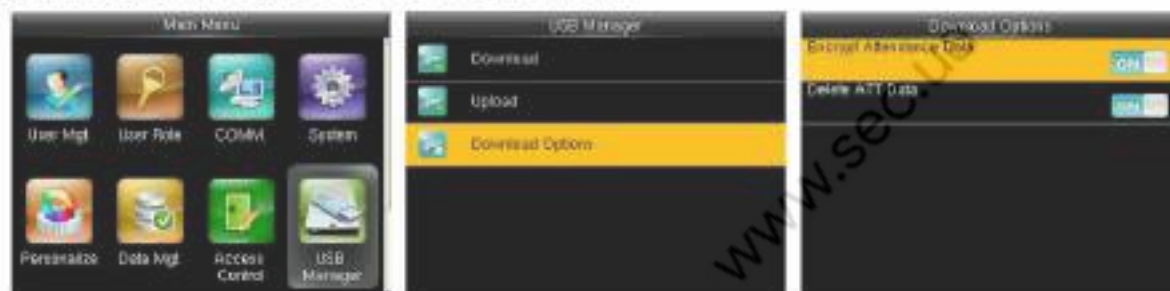 Main Menu
User Mgt
User Role
COMM.
System
Personalize
Data Mgt
Access
Control
USB
Manager
USB Manager
Download
Upload
Download Options
Download Options
Encrypt Attendance Data
ON
Delete ATT Data
ON
www.sec.u